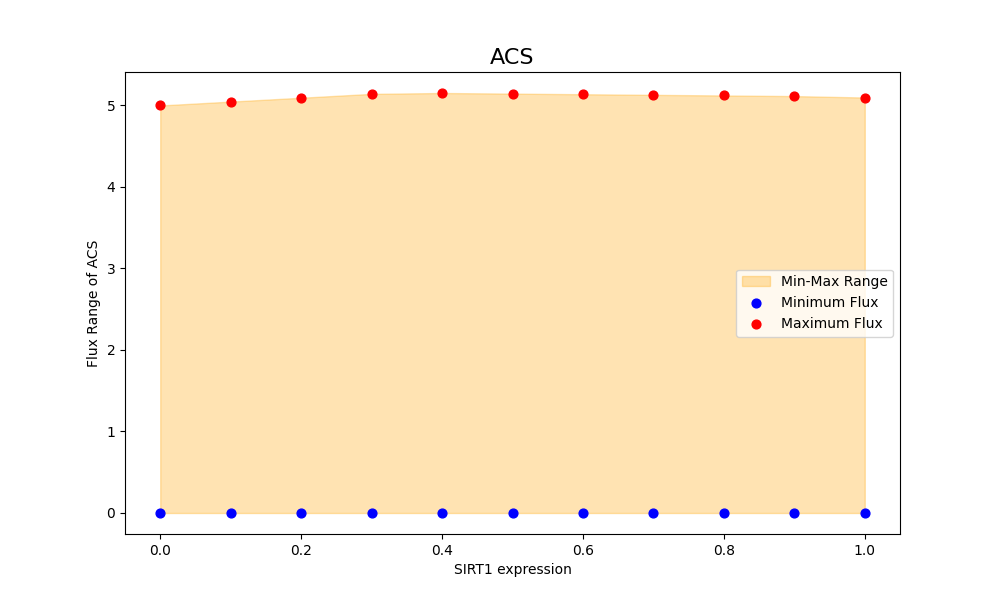 ACS
Flux Range of ACS
5
4
3
2
1
0
Min-Max Range
Minimum Flux
Maximum Flux
0.0 0.2 0.4 0.6 0.8 1.0
SIRT1 expression